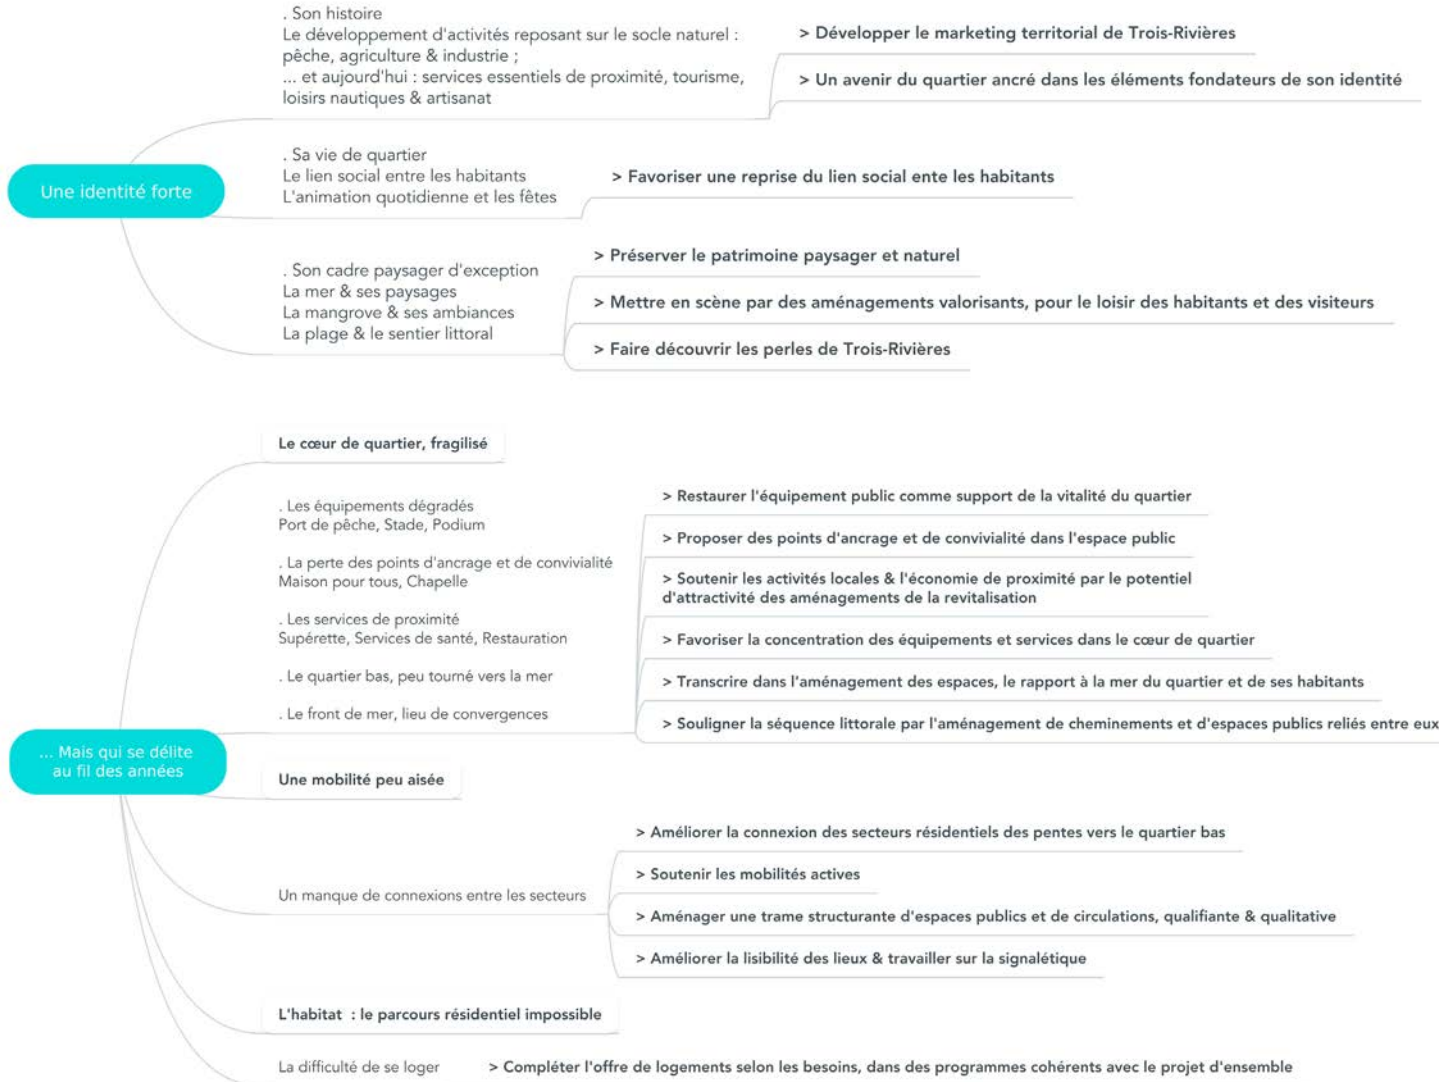 . Son histoire
Le développement d'activités reposant sur le socle naturel :
pêche, agriculture & industrie ;
... et aujourd'hui : services essentiels de proximité, tourisme,
loisirs nautiques & artisanat
> Développer le marketing territorial de Trois-Rivières
> Un avenir du quartier ancré dans les éléments fondateurs de son identité
Une identité forte
. Sa vie de quartier
Le lien social entre les habitants
L'animation quotidienne et les fêtes
> Favoriser une reprise du lien social ente les habitants
. Son cadre paysager d'exception
La mer & ses paysages
La mangrove & ses ambiances
La plage & le sentier littoral
> Préserver le patrimoine paysager et naturel
> Mettre en scène par des aménagements valorisants, pour le loisir des habitants et des visiteurs
> Faire découvrir les perles de Trois-Rivières
... Mais qui se délite
au fil des années
Le cœur de quartier, fragilisé
. Les équipements dégradés
Port de pêche, Stade, Podium
. La perte des points d'ancrage et de convivialité
Maison pour tous, Chapelle
. Les services de proximité
Supérette, Services de santé, Restauration
. Le quartier bas, peu tourné vers la mer
. Le front de mer, lieu de convergences
> Restaurer l'équipement public comme support de la vitalité du quartier
> Proposer des points d'ancrage et de convivialité dans l'espace public
> Soutenir les activités locales & l'économie de proximité par le potentiel
d'attractivité des aménagements de la revitalisation
> Favoriser la concentration des équipements et services dans le cœur de quartier
> Transcrire dans l'aménagement des espaces, le rapport à la mer du quartier et de ses habitants
> Souligner la séquence littorale par l'aménagement de cheminements et d'espaces publics reliés entre eux
Une mobilité peu aisée
Un manque de connexions entre les secteurs
> Améliorer la connexion des secteurs résidentiels des pentes vers le quartier bas
> Soutenir les mobilités actives
> Aménager une trame structurante d'espaces publics et de circulations, qualifiante & qualitative
> Améliorer la lisibilité des lieux & travailler sur la signalétique
L'habitat : le parcours résidentiel impossible
La difficulté de se loger
> Compléter l'offre de logements selon les besoins, dans des programmes cohérents avec le projet d'ensemble